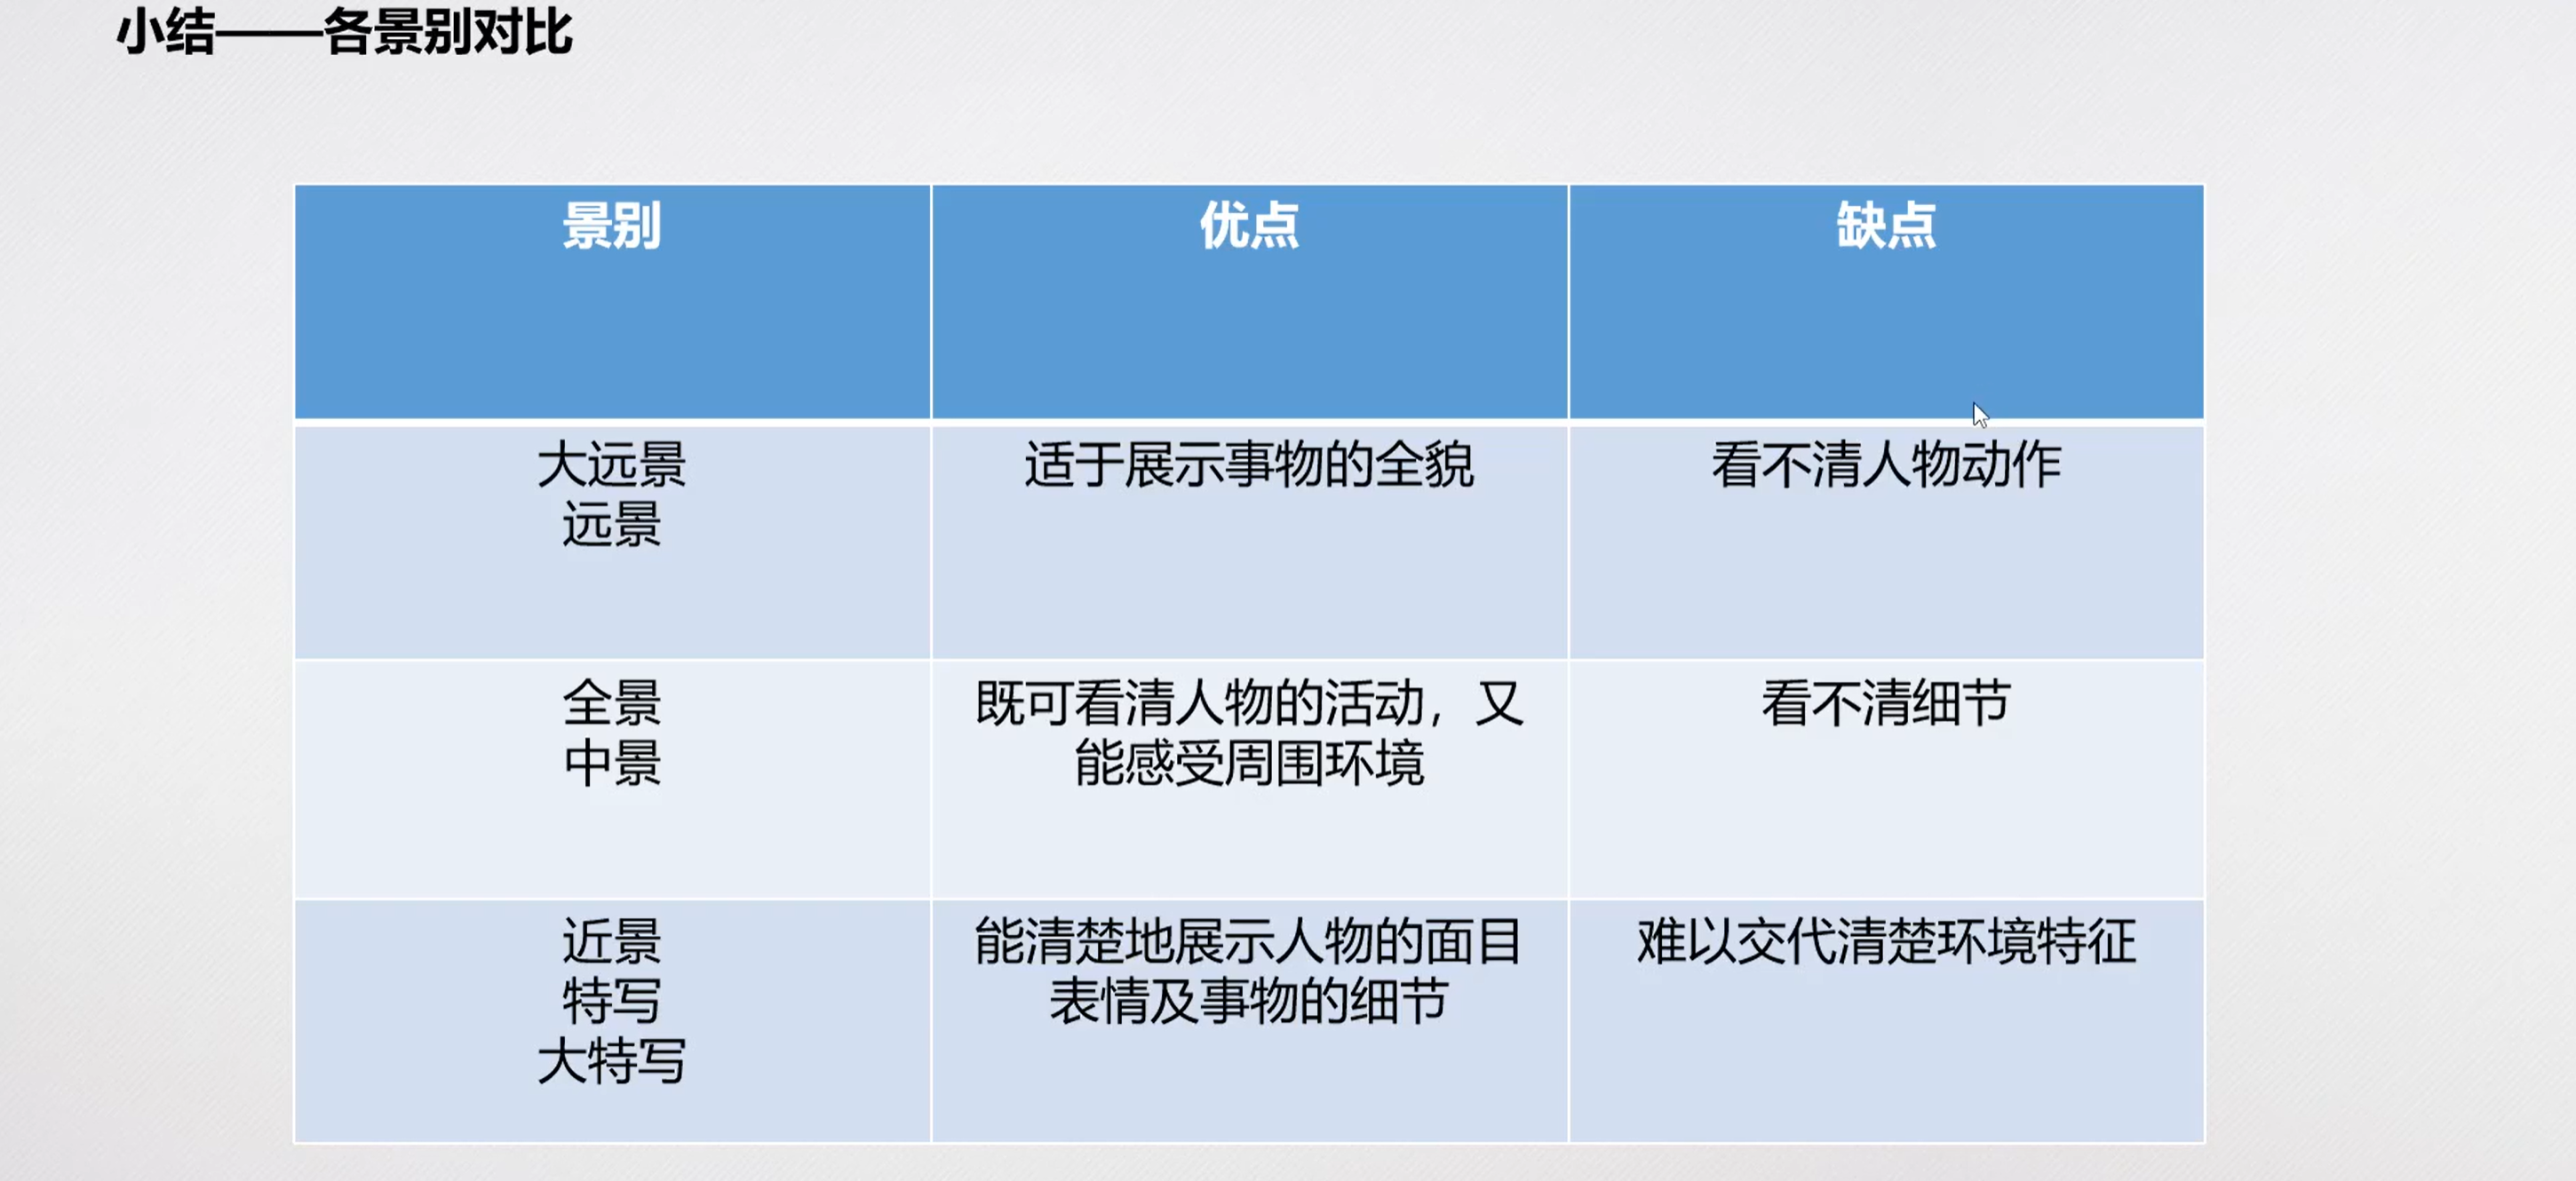 小结——各景别对比
景别
优点
缺点
大远景
远景
适于展示事物的全貌
看不清人物动作
全景
中景
既可看清人物的活动，又
能感受周围环境
看不清细节
近景
特写
大特写
能清楚地展示人物的面目
表情及事物的细节
难以交代清楚环境特征